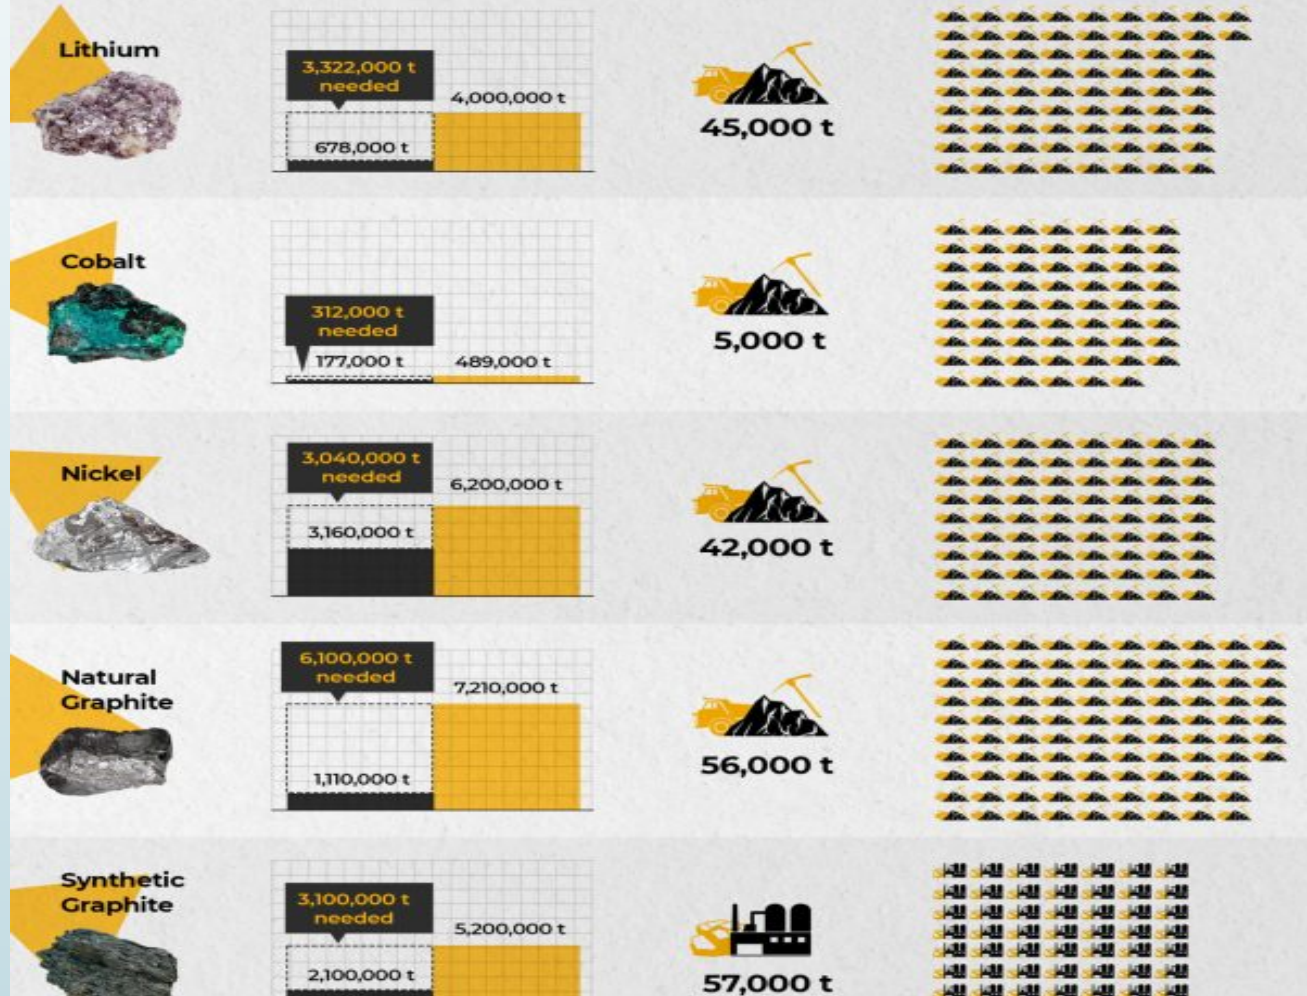 Lithium
3,322,000 t
needed
4,000,000 t
678,000 t
45,000 t
Cobalt
312,000 t
needed
177,000 t
489,000 t
5,000 t
Nickel
3,040,000 t
needed
6,200,000 t
3,160,000 t
42,000 t
Natural
Graphite
6,100,000 t
needed
7,210,000 t
1,110,000 t
56,000 t
Synthetic
Graphite
3,100,000 t
needed
5,200,000 t
2,100,000 t
57,000 t